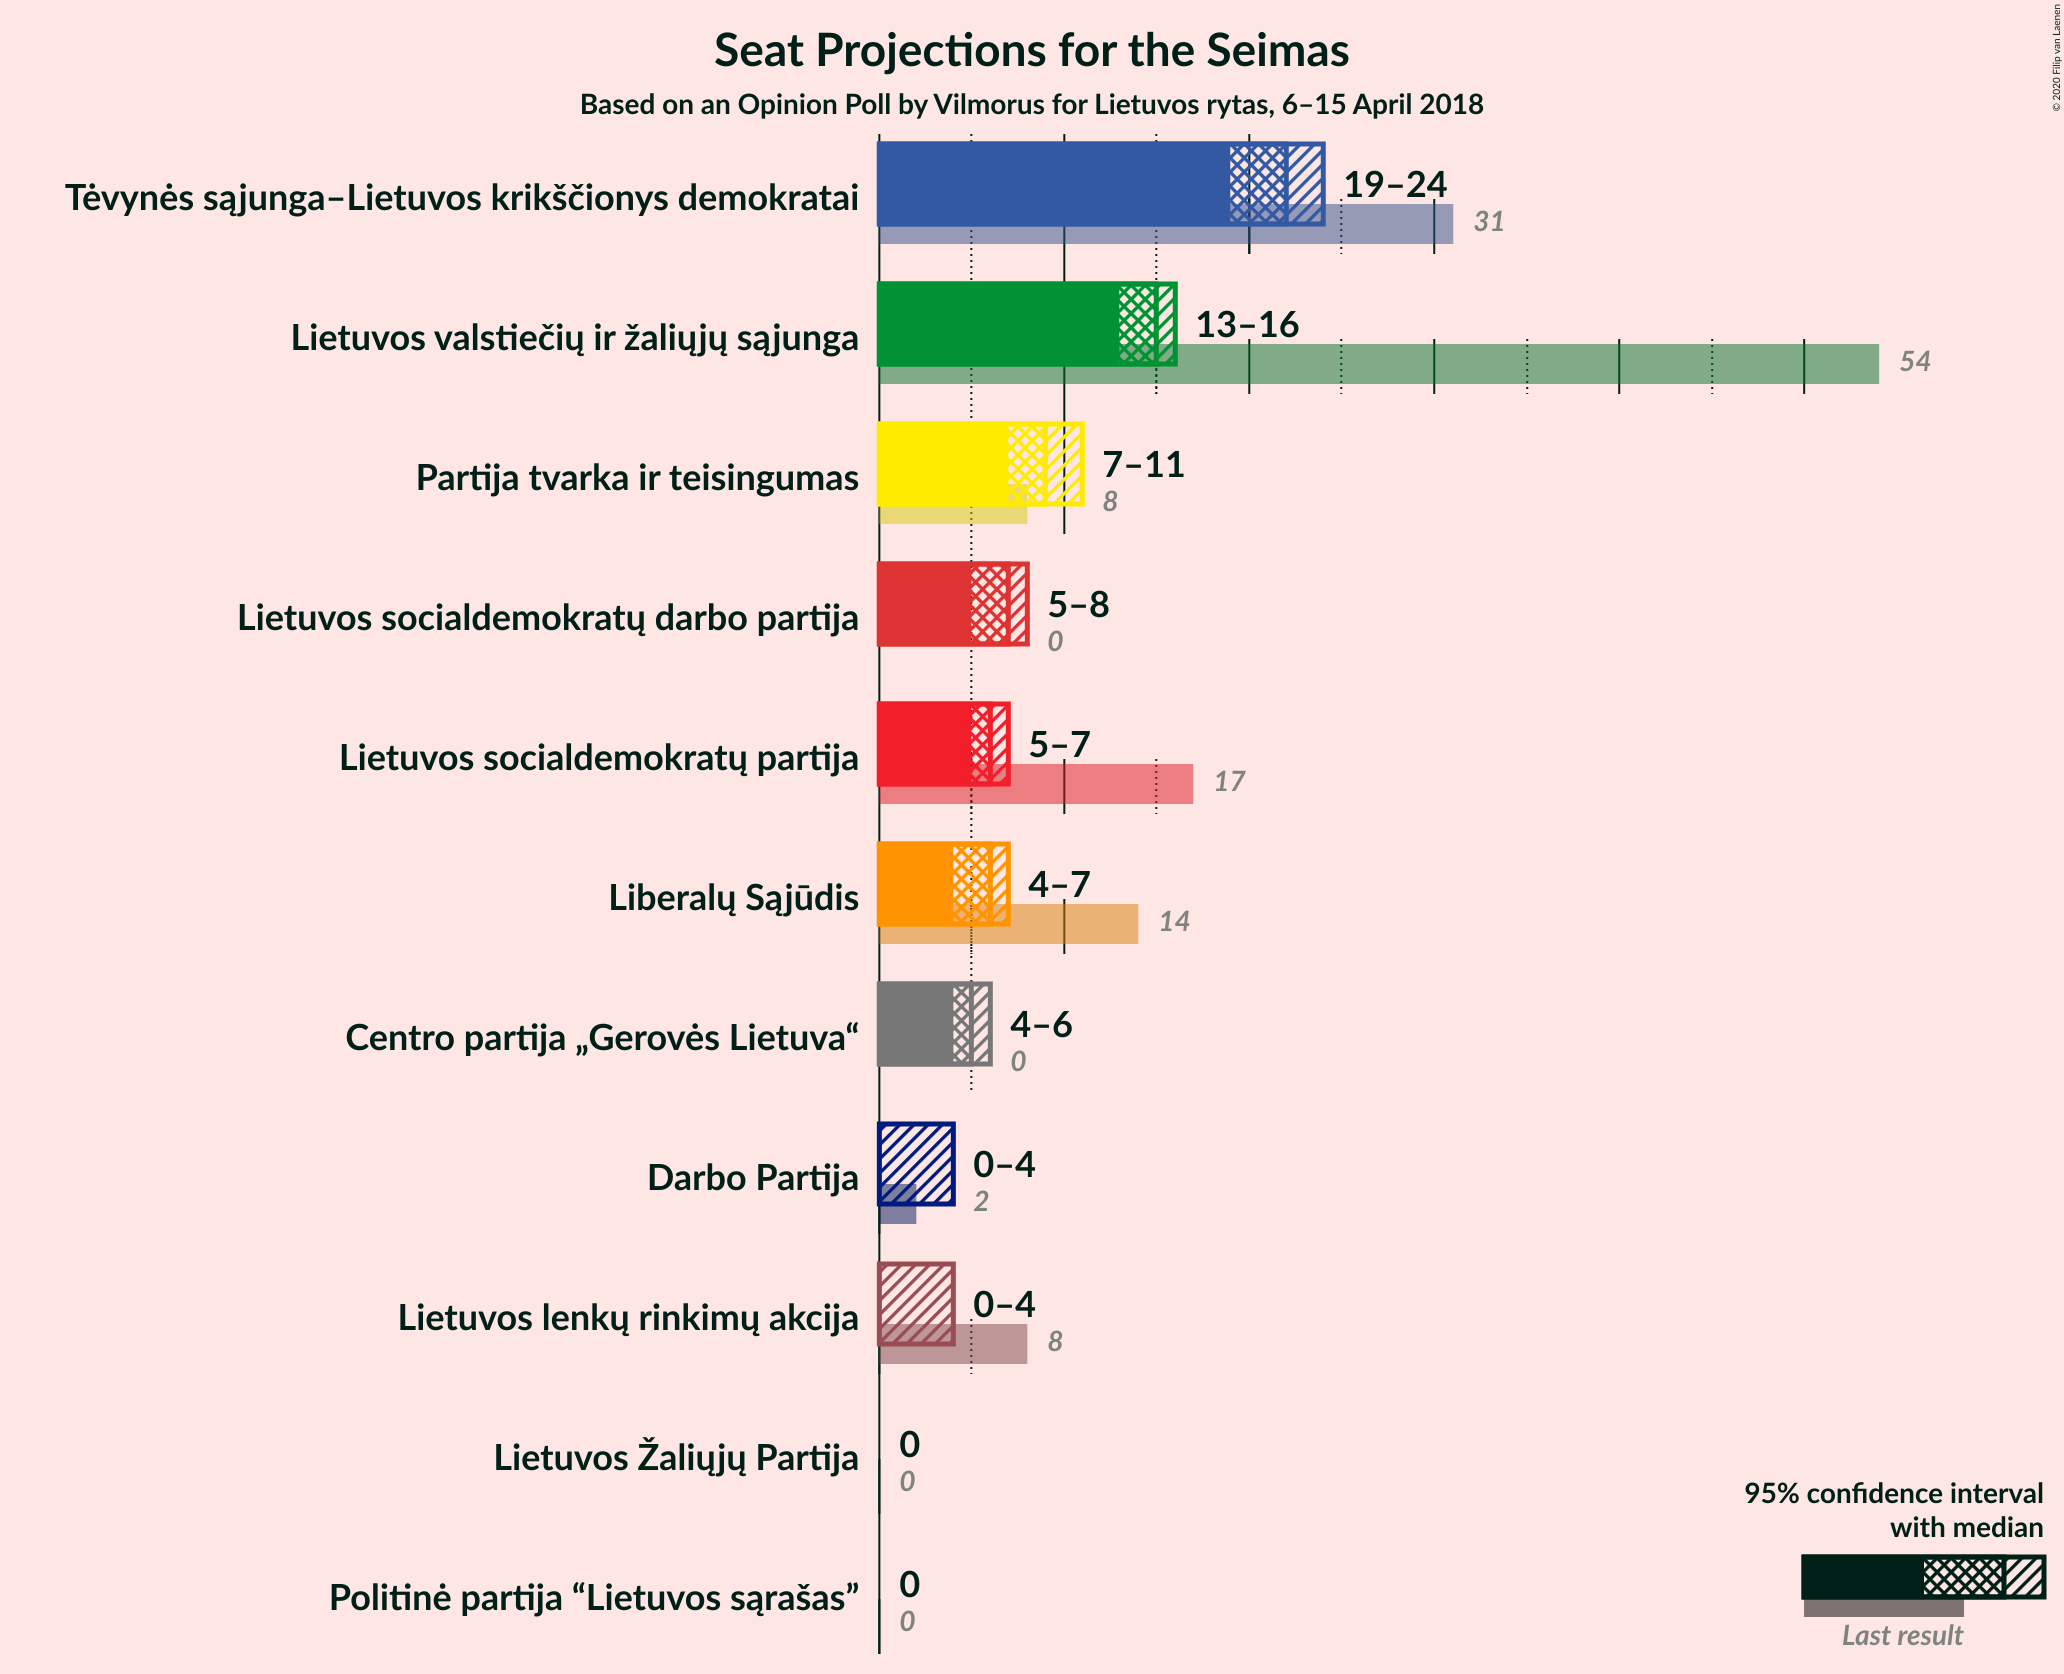 Seat Projections for the Seimas
Based on an Opinion Poll by Vilmorus for Lietuvos rytas, 6–15 April 2018
© 2020 Filip van Laenen
Tėvynės sąjunga–Lietuvos krikščionys demokratai
19–24
31
Lietuvos valstiečių ir žaliųjų sąjunga
13–16
54
Partija tvarka ir teisingumas
7–11
8
Lietuvos socialdemokratų darbo partija
5–8
0
Lietuvos socialdemokratų partija
5–7
17
Liberalų Sąjūdis
4–7
14
Centro partija „Gerovės Lietuva“
4–6
0
Darbo Partija
0–4
2
Lietuvos lenkų rinkimų akcija
0–4
8
Lietuvos Žaliųjų Partija
0
0
Politinė partija “Lietuvos sąrašas”
0
0
95% confidence interval
with median
Last result